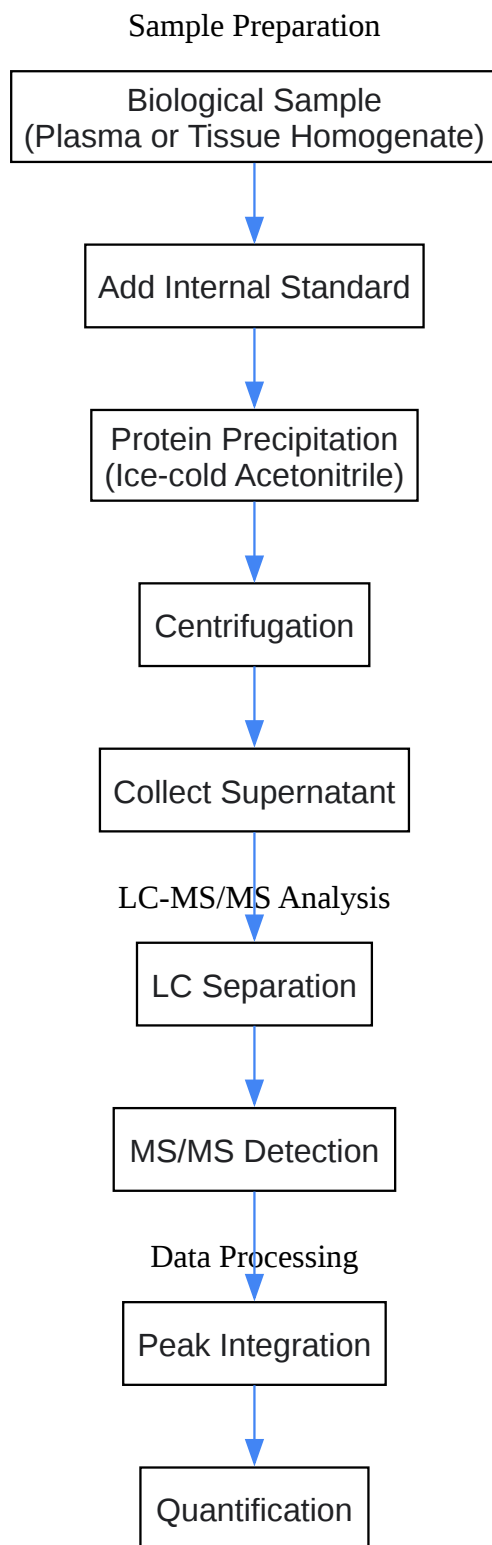 Sample Preparation
Biological Sample
(Plasma or Tissue Homogenate)
Add Internal Standard
Protein Precipitation
(Ice-cold Acetonitrile)
Centrifugation
Collect Supernatant
LC-MS/MS Analysis
LC Separation
MS/MS Detection
Data Processing
Peak Integration
Quantification